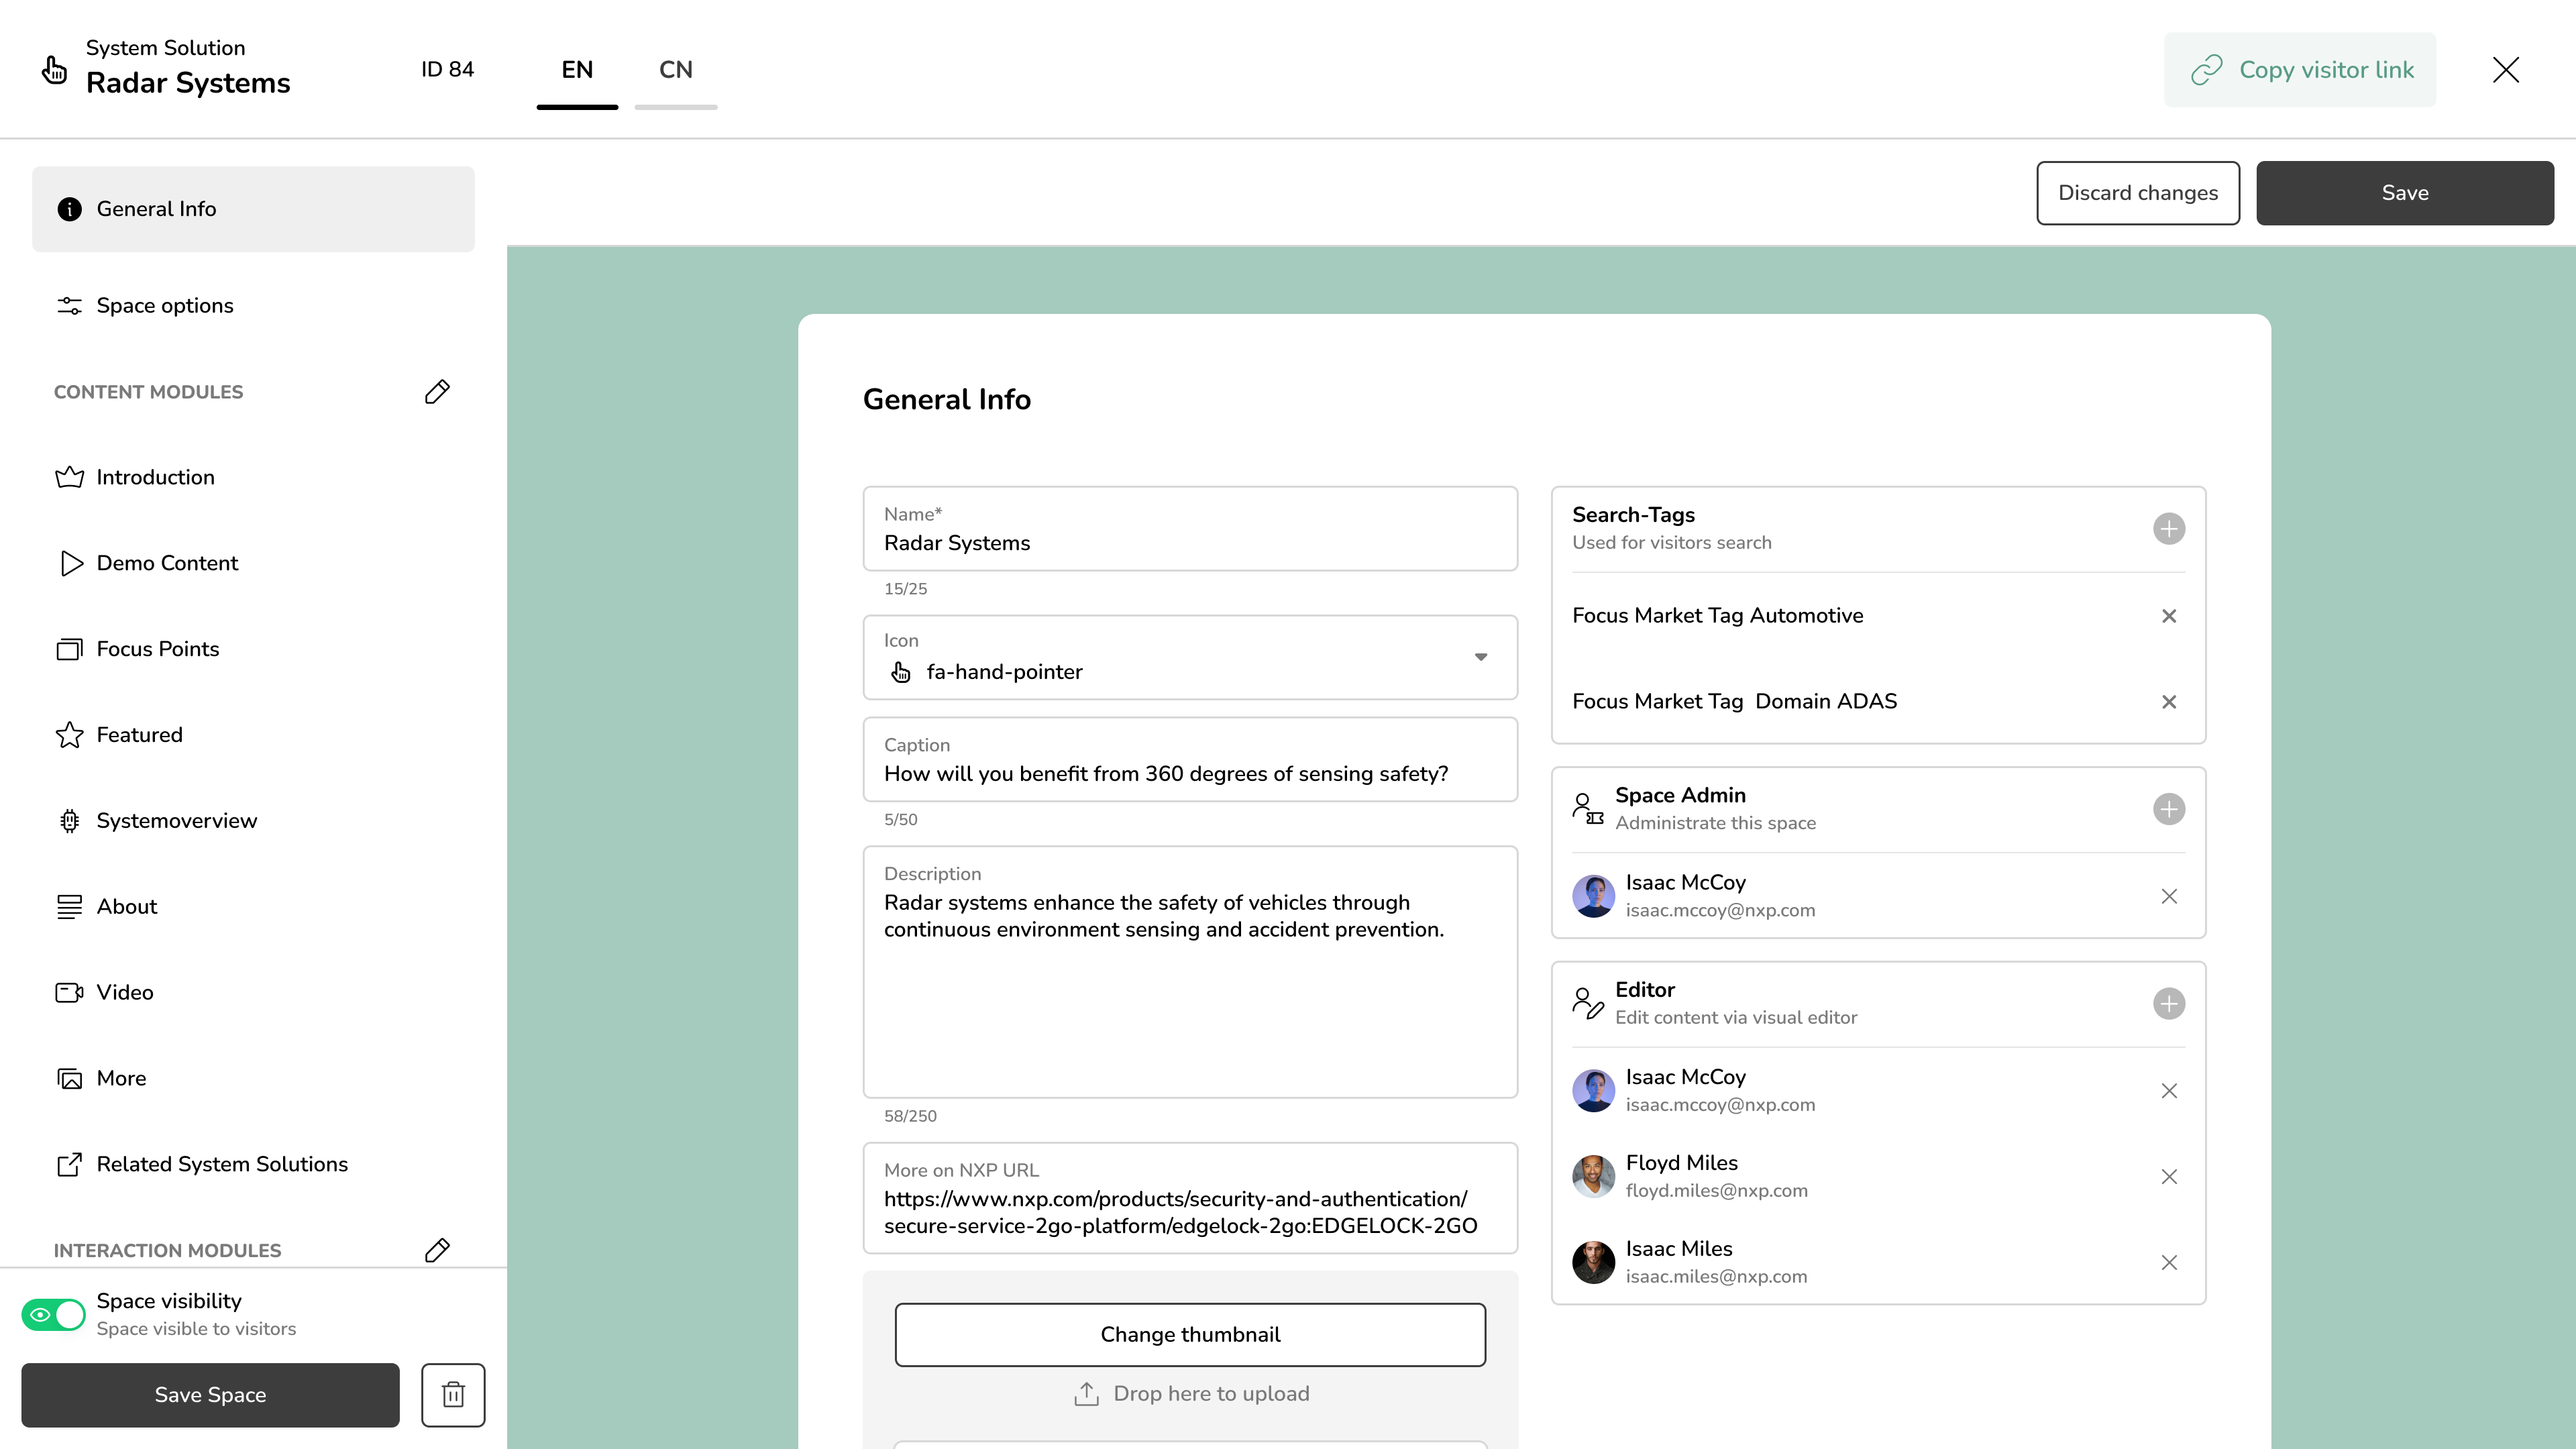 System Solution
Radar Systems
ID 84
EN
CN
Copy visitor link
General Info
Space options
CONTENT MODULES
Introduction
Demo Content
Focus Points
Featured
Systemoverview
About
Video
More
Related System Solutions
INTERACTION MODULES
Space visibility
Space visible to visitors
Save Space
Discard changes
Save
General Info
Name*
Radar Systems
15/25
Icon
fa-hand-pointer
Caption
How will you benefit from 360 degrees of sensing safety?
5/50
Description
Radar systems enhance the safety of vehicles through
continuous environment sensing and accident prevention.
58/250
More on NXP URL
https://www.nxp.com/products/security-and-authentication/
secure-service-2go-platform/edgelock-2go:EDGELOCK-2GO
Change thumbnail
Drop here to upload
Search-Tags
Used for visitors search
Focus Market Tag Automotive
Focus Market Tag  Domain ADAS
Space Admin
Administrate this space
Isaac McCoy
isaac.mccoy@nxp.com
Editor
Edit content via visual editor
Isaac McCoy
isaac.mccoy@nxp.com
Floyd Miles
floyd.miles@nxp.com
Isaac Miles
isaac.miles@nxp.com